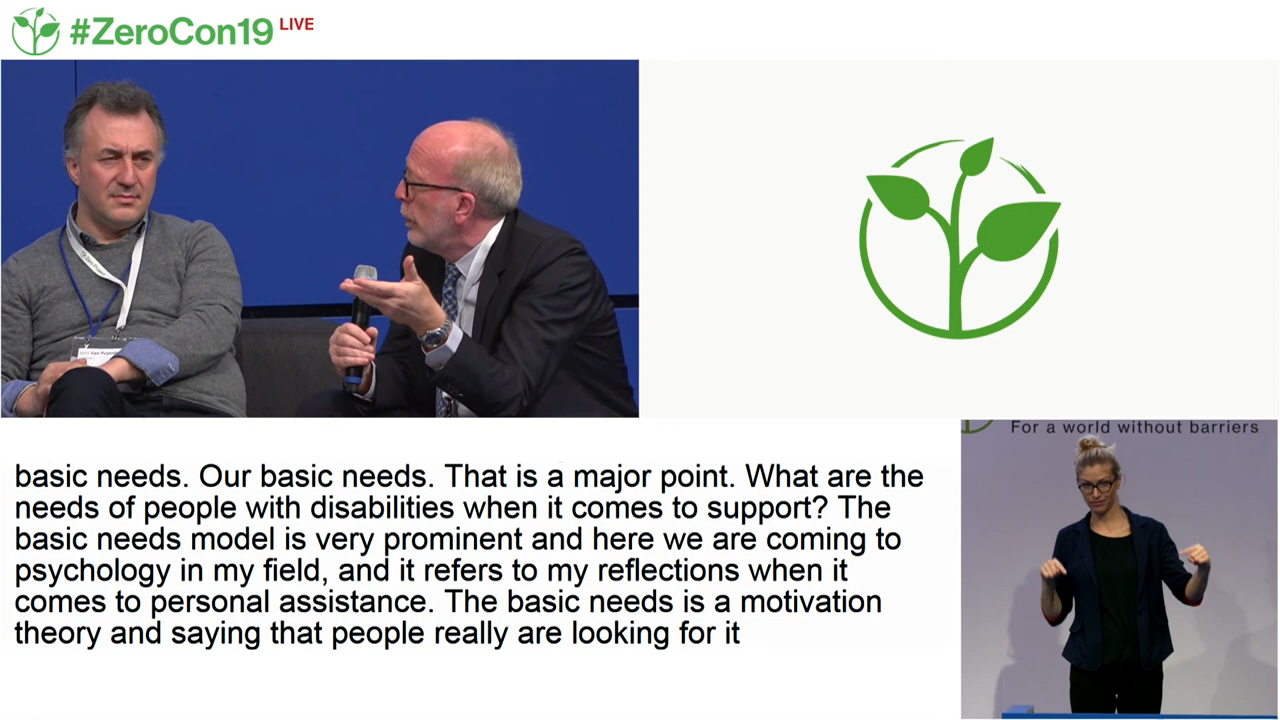 #ZeroCon19 LIVE
basic needs. Our basic needs. That is a major point. What are the
needs of people with disabilities when it comes to support? The
basic needs model is very prominent and here we are coming to
psychology in my field, and it refers to my reflections when it
comes to personal assistance. The basic needs is a motivation
theory and saying that people really are looking for it
For a world without barriers